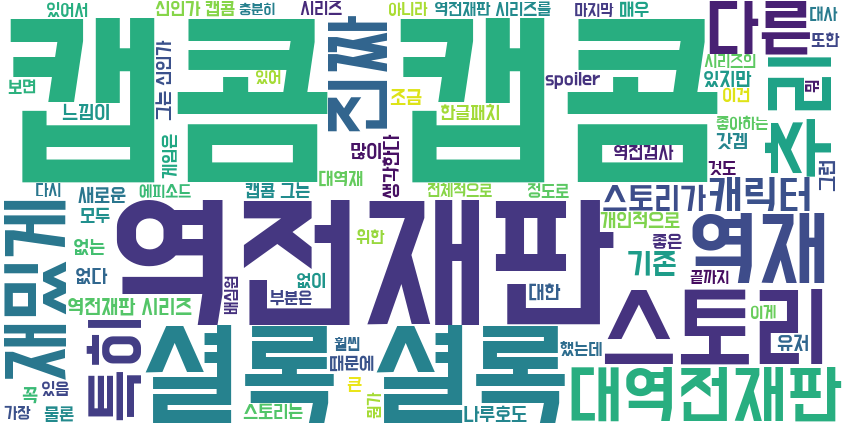 있어서 신인가 캡콤 충분히 시리즈 아니라 역전재판 시리즈를 마지막 매우 다른 대사
캡콤 캡콤 진짜 또한
보면 그는 신인가 있어 조금 spoiler 있지만 시리즈의 뭔
느낌이 한글패치 이건 추리
게임은 많이 생각한다 역전검사 갓겜 좋아하는
대역재 것도 그런
다시 새로운 에피소드 캡콤 그는 전체적으로 정도로 스토리가 캐릭터
재밌게 모두 역전재판 위한 개인적으로 역재
없는 좋은
없다 배심원 없이 기존 끝까지
역전재판 시리즈 부분은 대한 스토리 이게
특히 셜록 셜록 훨씬 했는데 유저
때문에
꼭 있음 큰 대역전재판
가장 물론 스토리는 뭔가 나루호도